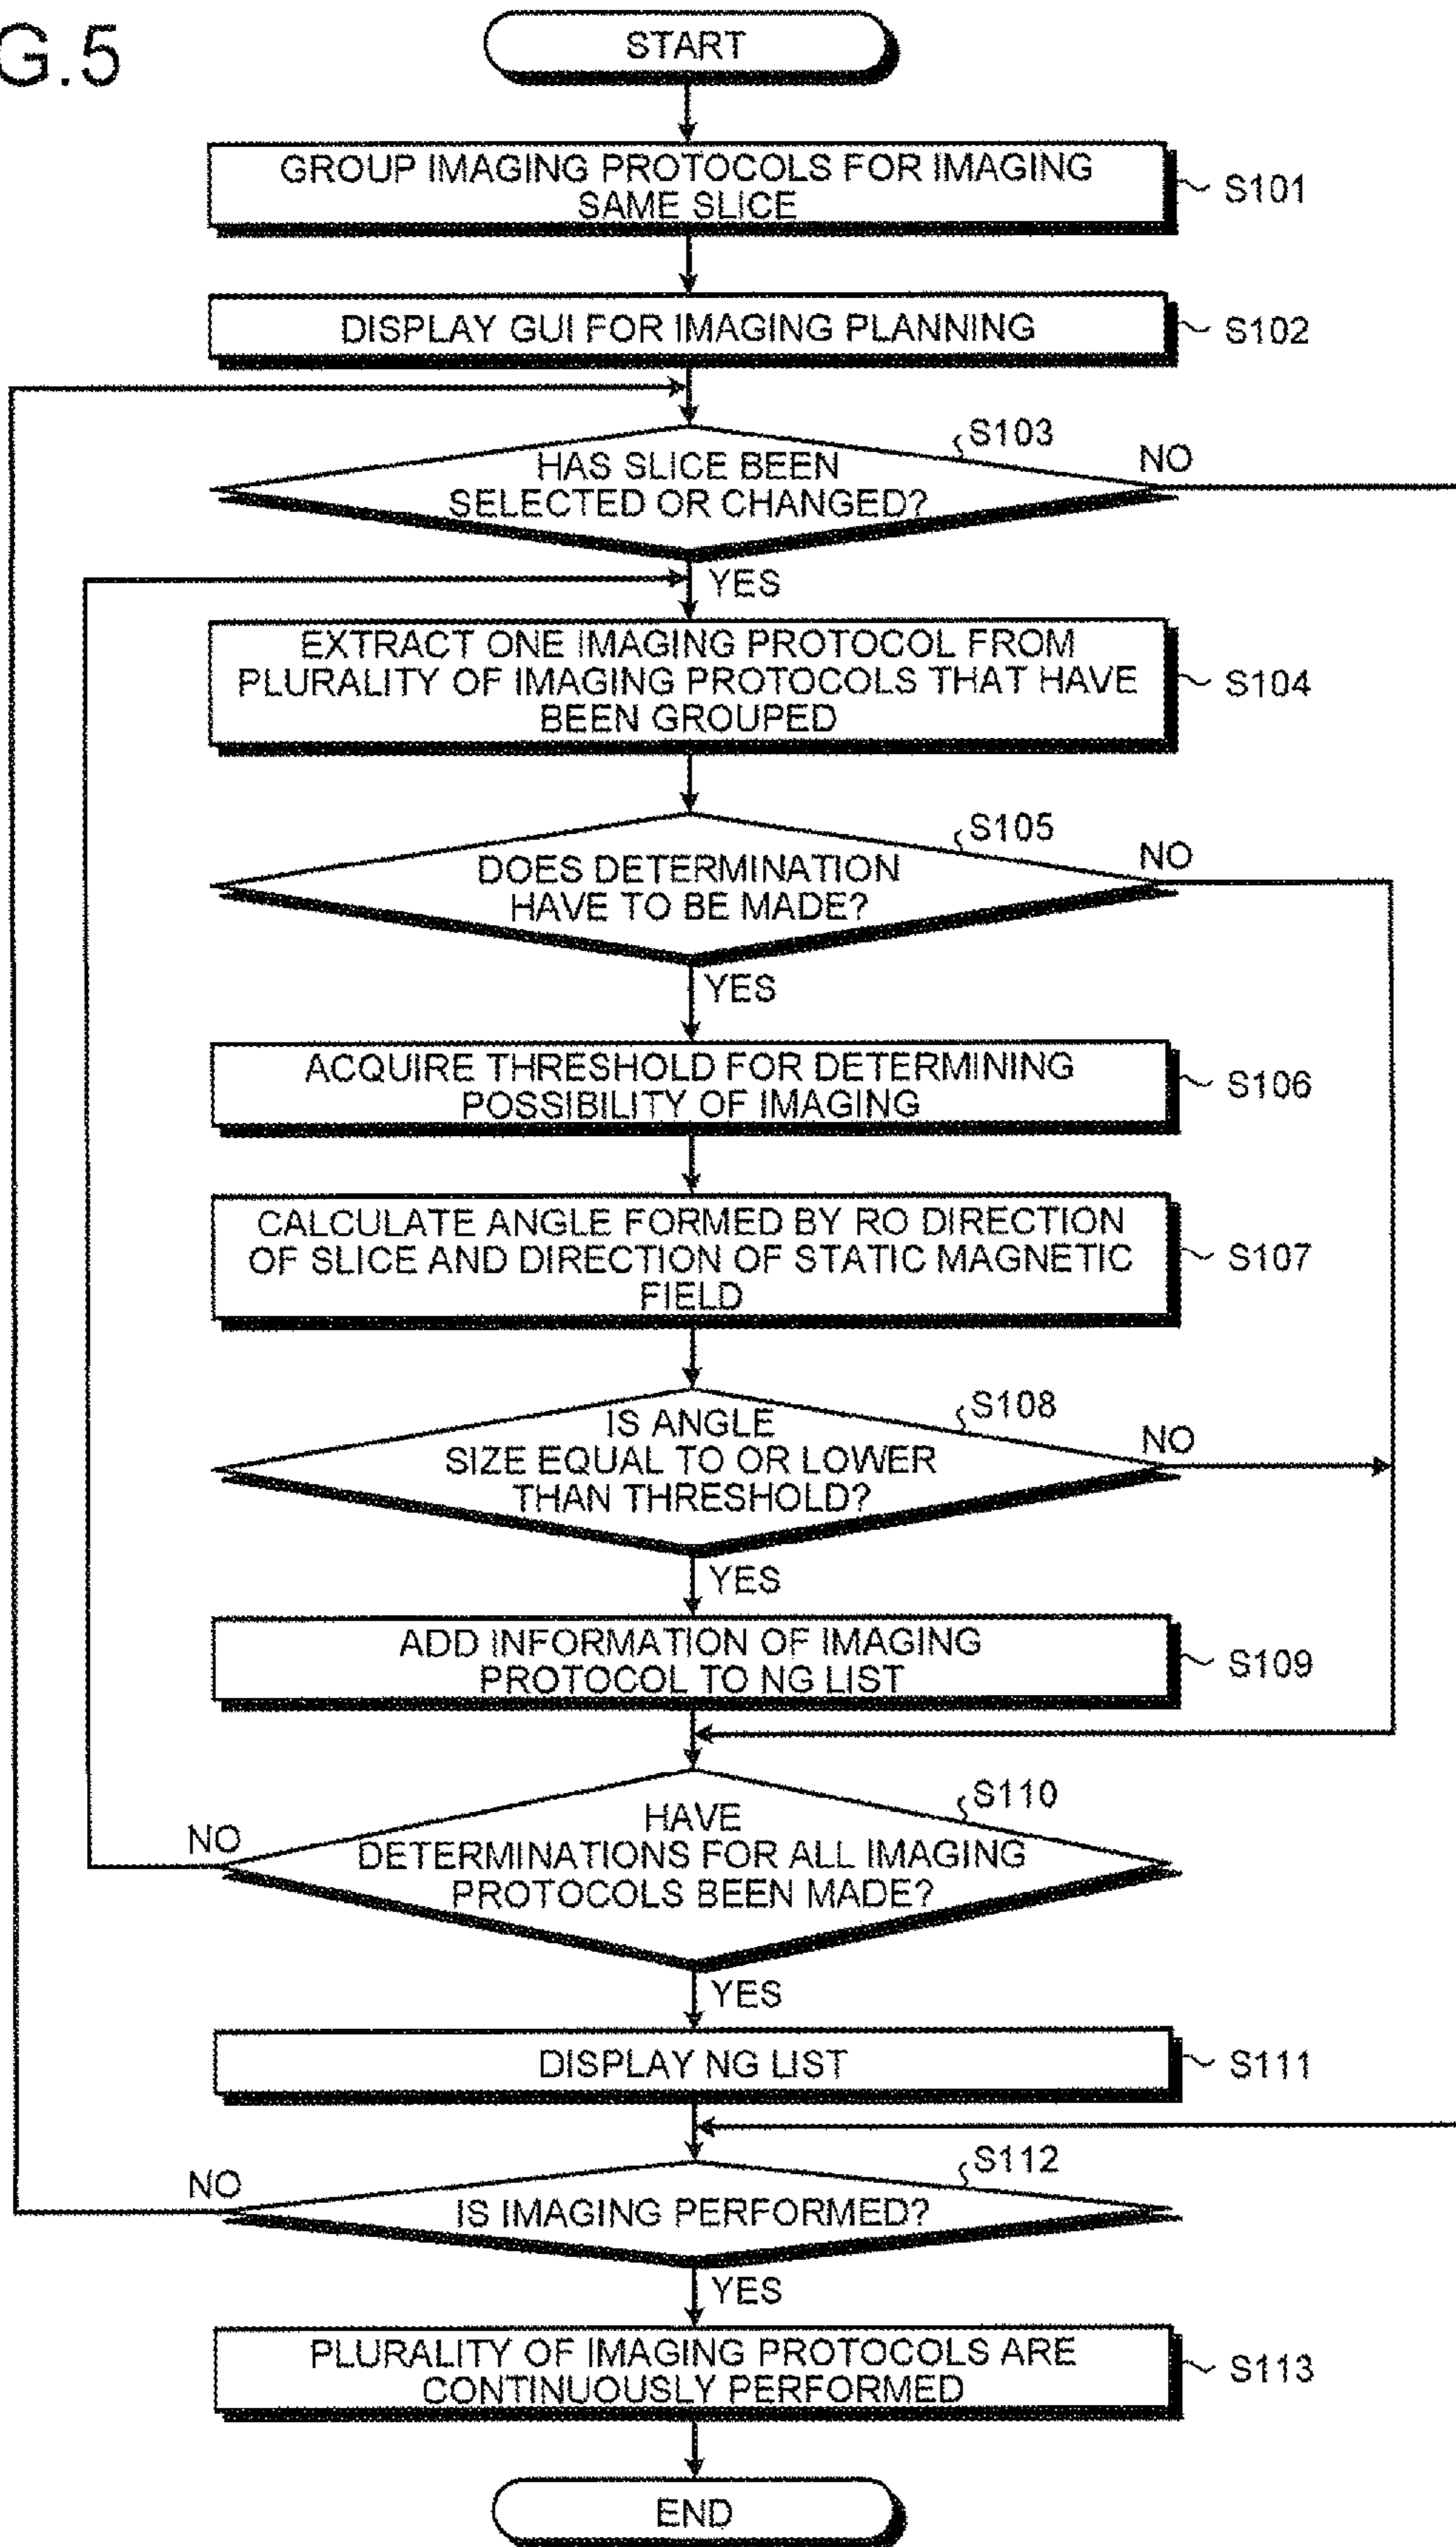 G.5
START
GROUP IMAGING PROTOCOLS FOR IMAGING
SAME SLICE
S101
DISPLAY GUI FOR IMAGING PLANNING
S102
S103
NO
HAS SLICE BEEN
SELECTED OR CHANGED?
YES
EXTRACT ONE IMAGING PROTOCOL FROM
PLURALITY OF IMAGING PROTOCOLS THAT HAVE
BEEN GROUPED
S104
S105
NO
DOES DETERMINATION
HAVE TO BE MADE?
YES
ACQUIRE THRESHOLD FOR DETERMINING
POSSIBILITY OF IMAGING
S106
CALCULATE ANGLE FORMED BY RO DIRECTION
OF SLICE AND DIRECTION OF STATIC MAGNETIC
FIELD
S107
S108
NO
IS ANGLE
SIZE EQUAL TO OR LOWER
THAN THRESHOLD?
YES
ADD INFORMATION OF IMAGING
PROTOCOL TO NG LIST
S109
S110
NO
HAVE
DETERMINATIONS FOR ALL IMAGING
PROTOCOLS BEEN MADE?
YES
DISPLAY NG LIST
S111
S112
NO
IS IMAGING PERFORMED?
YES
PLURALITY OF IMAGING PROTOCOLS ARE
CONTINUOUSLY PERFORMED
S113
END